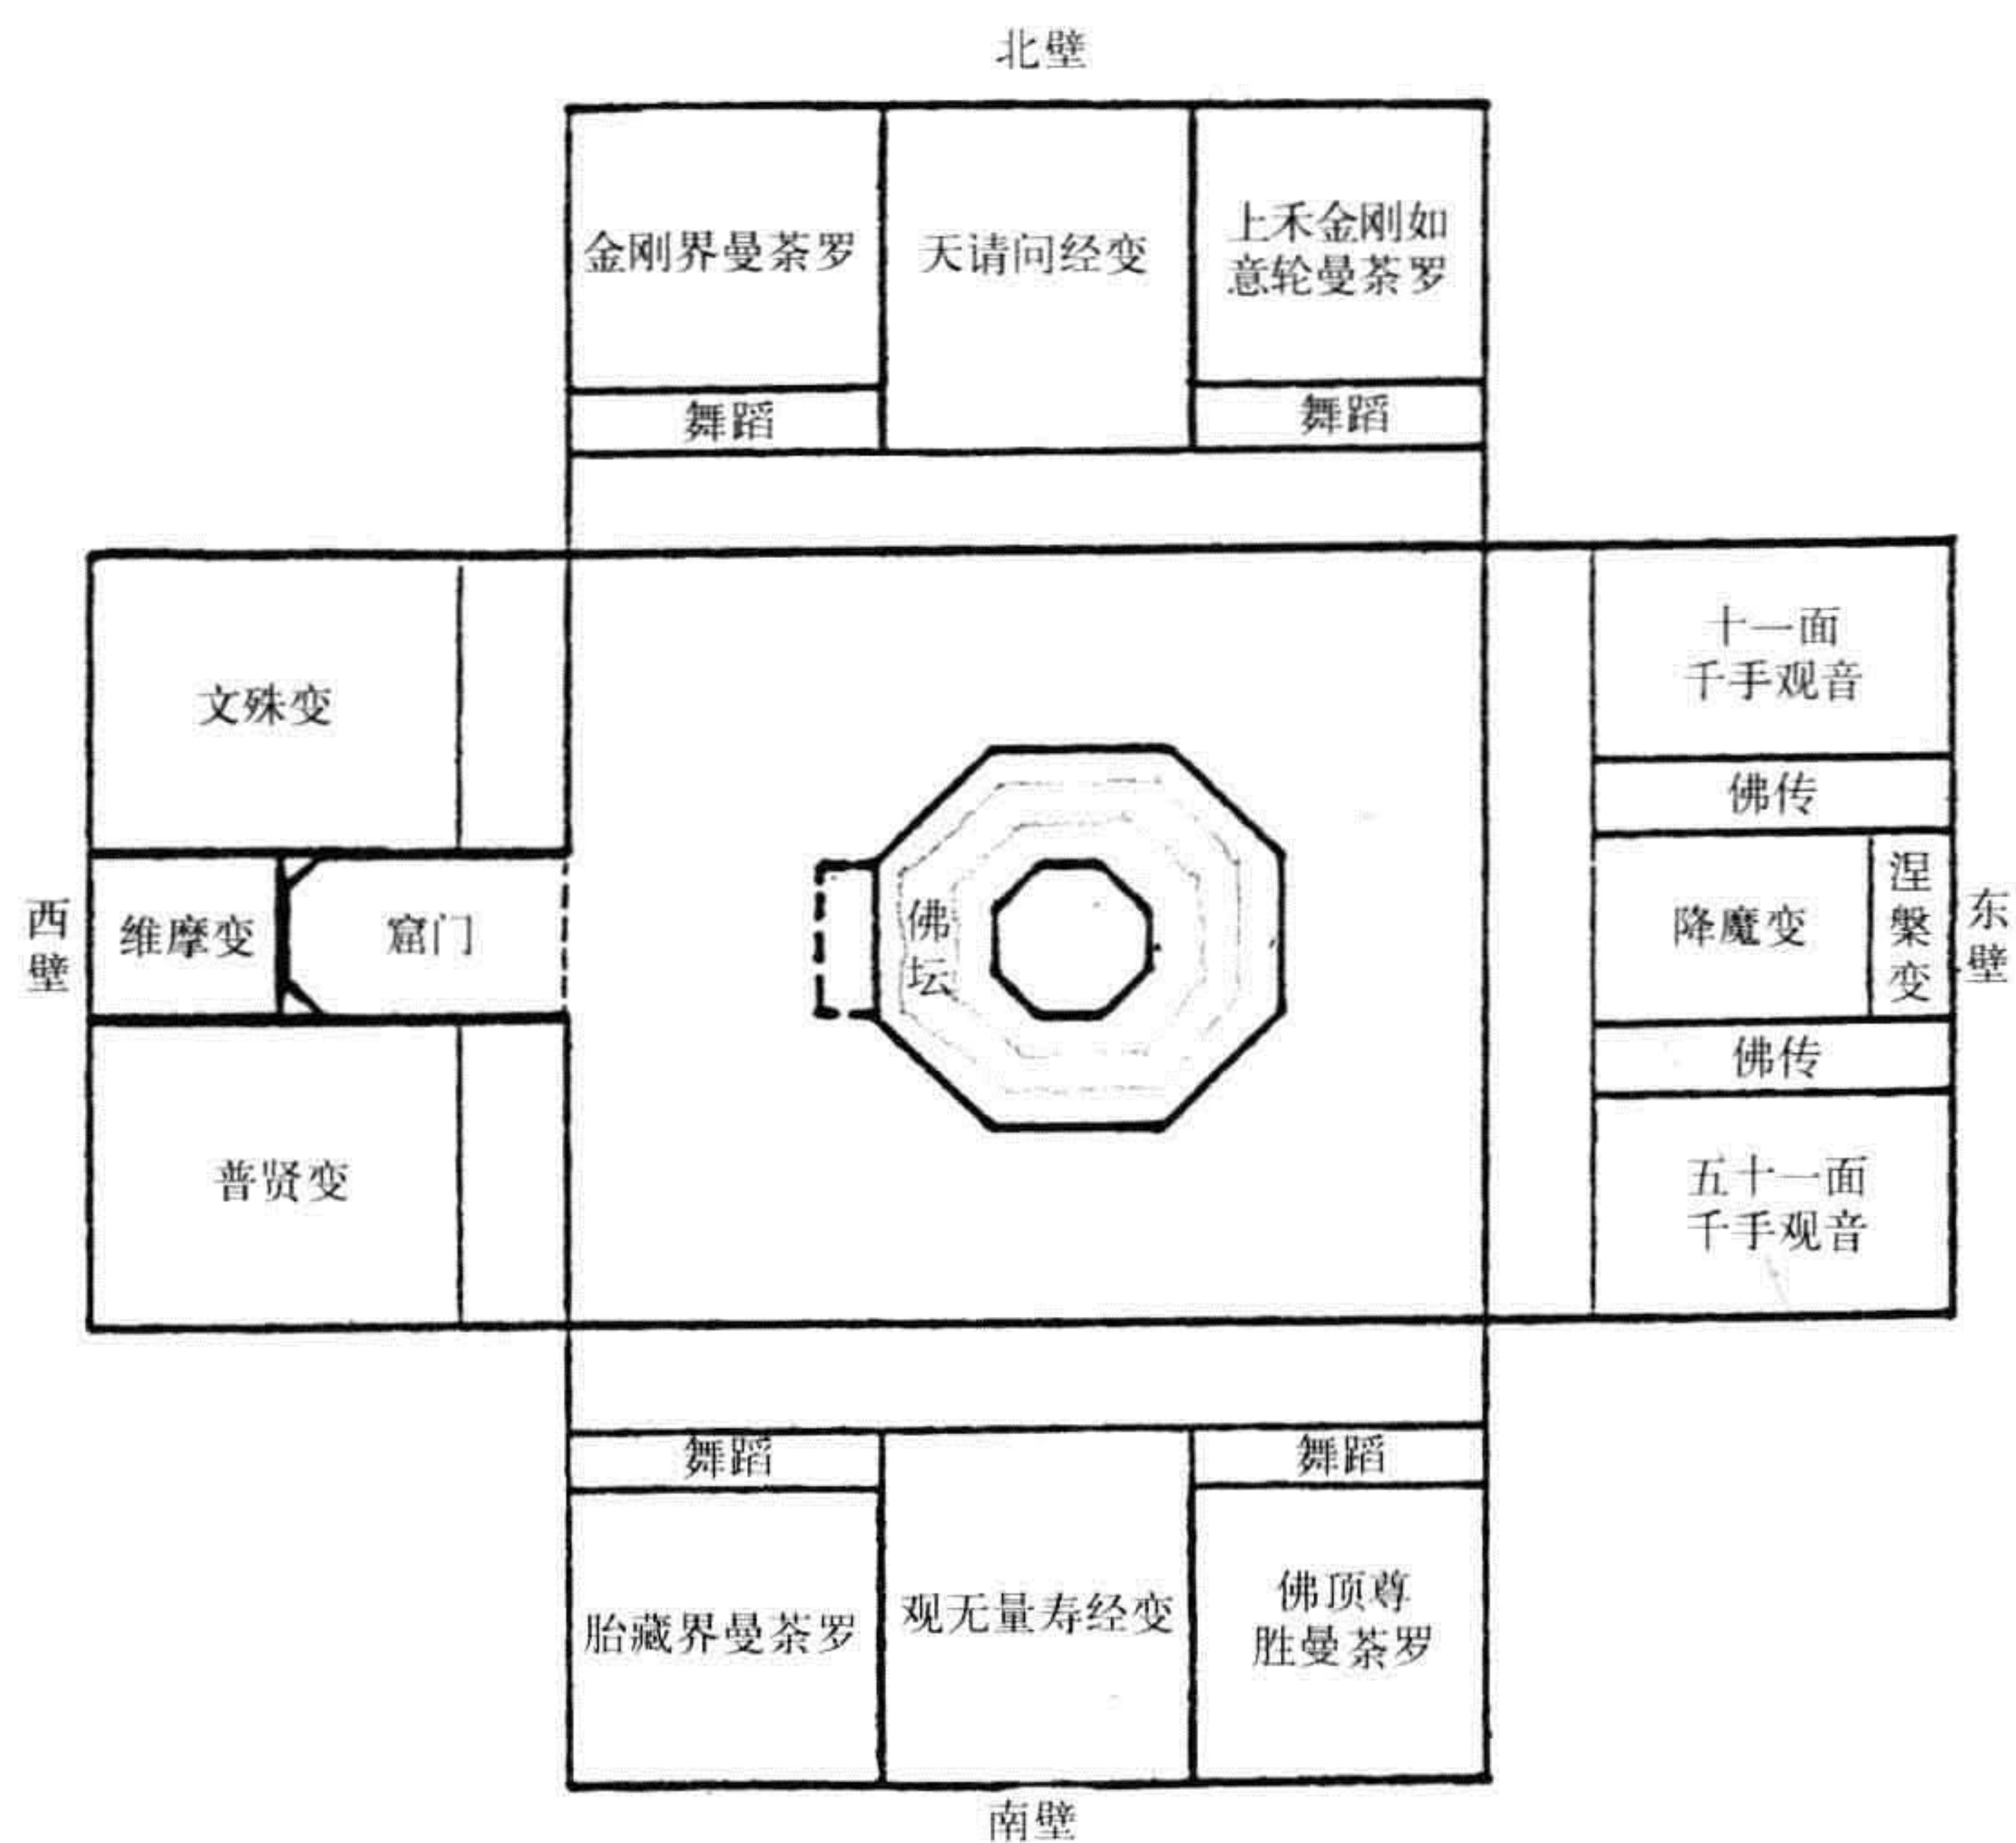 北壁
金刚界曼荼罗
天请问经变
上禾金刚如
意轮曼荼罗
舞蹈
舞蹈
文殊变
十一面
千手观音
佛传
西壁
维摩变
窟门
佛坛
降魔变
涅槃变
东壁
佛传
普贤变
五十一面
千手观音
舞蹈
舞蹈
胎藏界曼荼罗
观无量寿经变
佛顶尊
胜曼荼罗
南壁